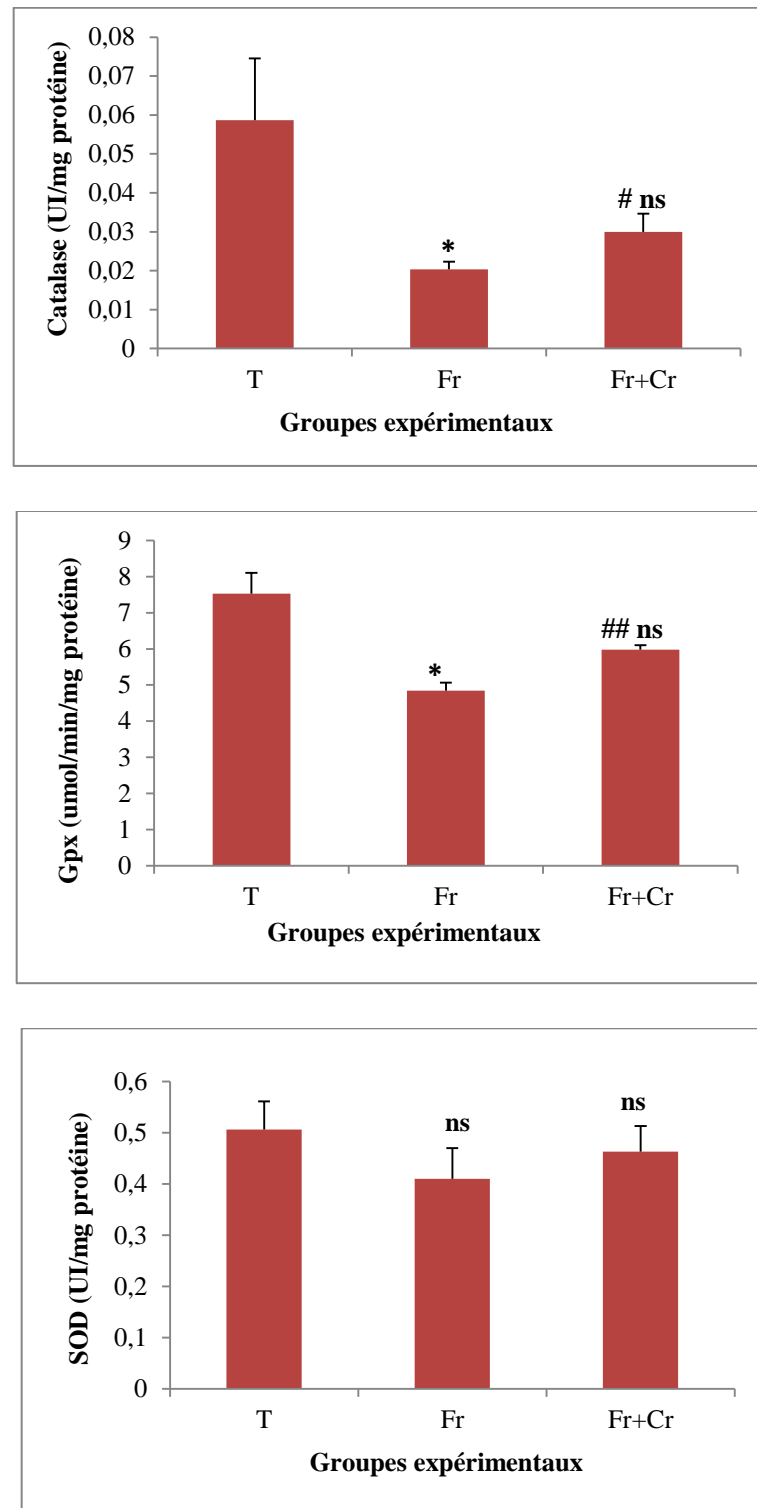 Catalase (UI/mg protéine)
0,08
0,07
0,06
0,05
0,04
0,03
0,02
0,01
0
*
# ns
T Fr Fr+Cr
Groupes expérimentaux
Gpx (umol/min/mg protéine)
9
8
7
6
5
4
3
2
1
0
*
## ns
T Fr Fr+Cr
Groupes expérimentaux
SOD (UI/mg protéine)
0,6
0,5
0,4
0,3
0,2
0,1
0
ns
ns
T Fr Fr+Cr
Groupes expérimentaux